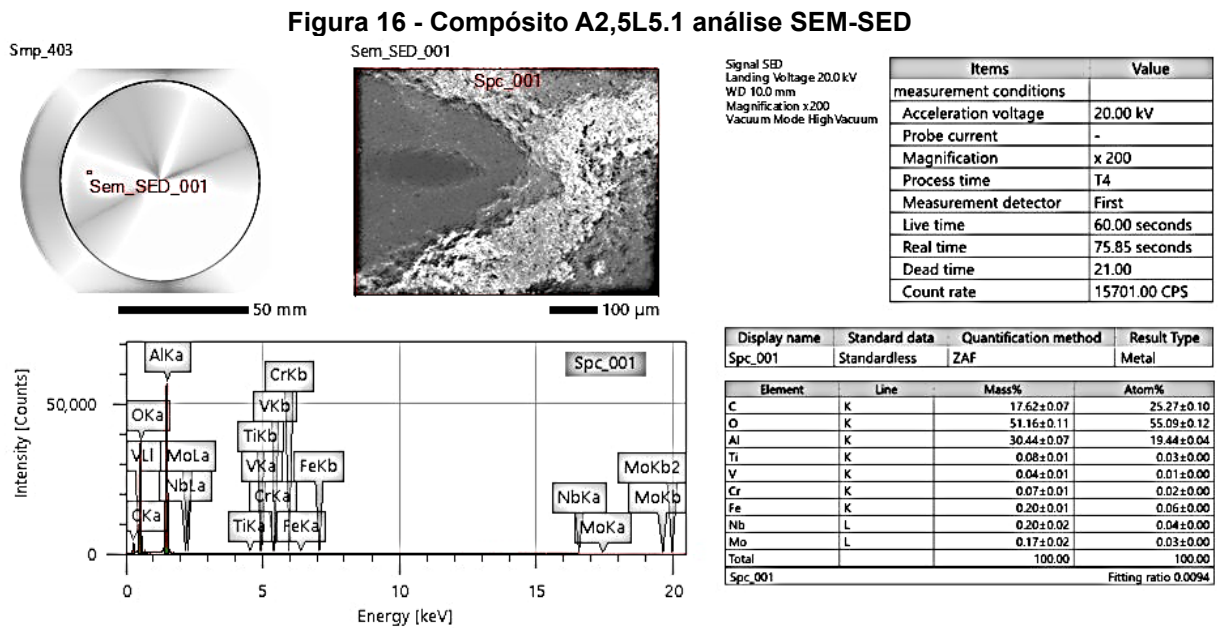 Figura 16 - Compósito A2,5L5.1 análise SEM-SED
Smp_403
Sem_SED_001
50 mm
Sem_SED_001
Spc_001
100 µm
Signal SED
Landing Voltage 20.0 kV
WD 10.0 mm
Magnification x200
Vacuum Mode HighVacuum
Items Value
measurement conditions
Acceleration voltage 20.00 kV
Probe current -
Magnification x 200
Process time T4
Measurement detector First
Live time 60.00 seconds
Real time 75.85 seconds
Dead time 21.00
Count rate 15701.00 CPS
Intensity [Counts]
50,000
0
Spc_001
AlKa
OKa
VLl
MoLa
NbLa
CKa
CrKb
VKb
TiKb
VKa
FeKb
CrKa
TiKa
FeKa
NbKa
MoKa
MoKb2
MoKb
0 5 10 15 20
Energy [keV]
Display name Standard data Quantification method Result Type
Spc_001 Standardless ZAF Metal
Element Line Mass% Atom%
C K 17.62±0.07 25.27±0.10
O K 51.16±0.11 55.09±0.12
Al K 30.44±0.07 19.44±0.04
Ti K 0.08±0.01 0.03±0.00
V K 0.04±0.01 0.01±0.00
Cr K 0.07±0.01 0.02±0.00
Fe K 0.20±0.01 0.06±0.00
Nb L 0.20±0.02 0.04±0.00
Mo L 0.17±0.02 0.03±0.00
Total 100.00 100.00
Spc_001 Fitting ratio 0.0094